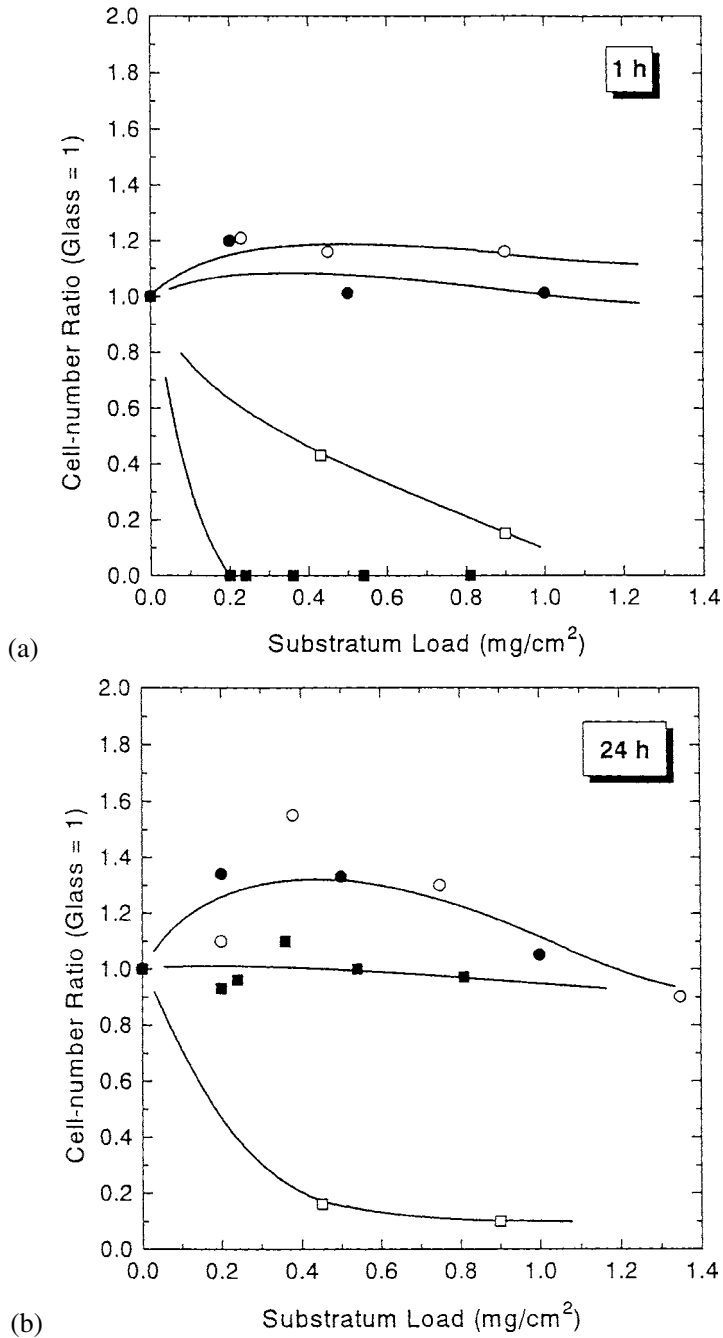 2.0
1.8
1.6
1.4
1.2
1.0
0.8
0.6
0.4
0.2
0.0
Cell-number Ratio (Glass = 1)
1 h
0.0 0.2 0.4 0.6 0.8 1.0 1.2 1.4
Substratum Load (mg/cm²)
(a)
2.0
1.8
1.6
1.4
1.2
1.0
0.8
0.6
0.4
0.2
0.0
Cell-number Ratio (Glass = 1)
24 h
0.0 0.2 0.4 0.6 0.8 1.0 1.2 1.4
Substratum Load (mg/cm²)
(b)